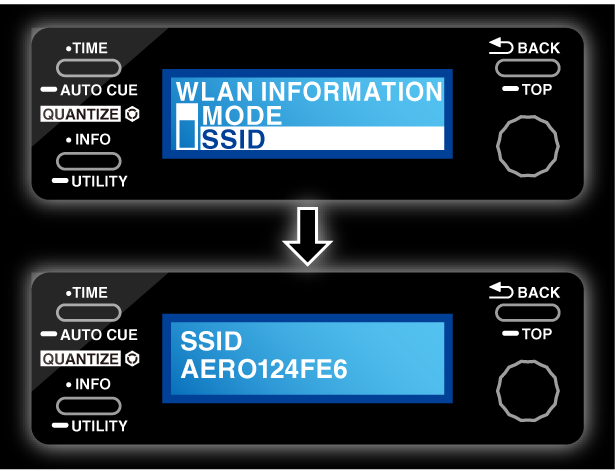 •TIME
AUTO CUE
QUANTIZE
•INFO
UTILITY
WLAN INFORMATION
MODE
SSID
BACK
TOP
•TIME
AUTO CUE
QUANTIZE
•INFO
UTILITY
SSID
AERO124FE6
BACK
TOP